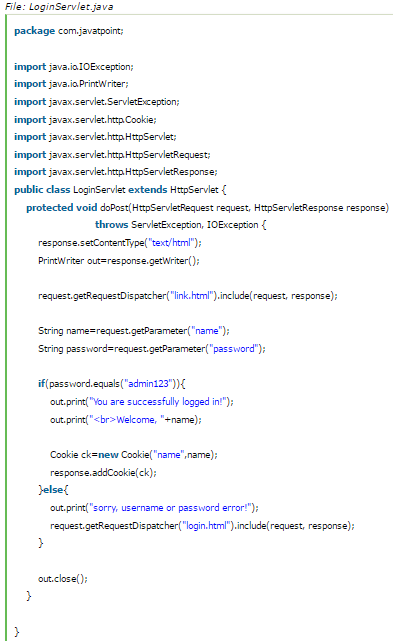 File: LoginServlet.java
package com.javatpoint;
import java.io.IOException;
import java.io.PrintWriter;
import javax.servlet.ServletException;
import javax.servlet.http.Cookie;
import javax.servlet.http.HttpServlet;
import javax.servlet.http.HttpServletRequest;
import javax.servlet.http.HttpServletResponse;
public class LoginServlet extends HttpServlet {
protected void doPost(HttpServletRequest request, HttpServletResponse response)
throws ServletException, IOException {
response.setContentType("text/html");
PrintWriter out=response.getWriter();
request.getRequestDispatcher("link.html").include(request, response);
String name=request.getParameter("name");
String password=request.getParameter("password");
if(password.equals("admin123")){
out.print("You are successfully logged in!");
out.print("<br>Welcome, "+name);
Cookie ck=new Cookie("name",name);
response.addCookie(ck);
}else{
out.print("sorry, username or password error!");
request.getRequestDispatcher("login.html").include(request, response);
}
out.close();
}
}